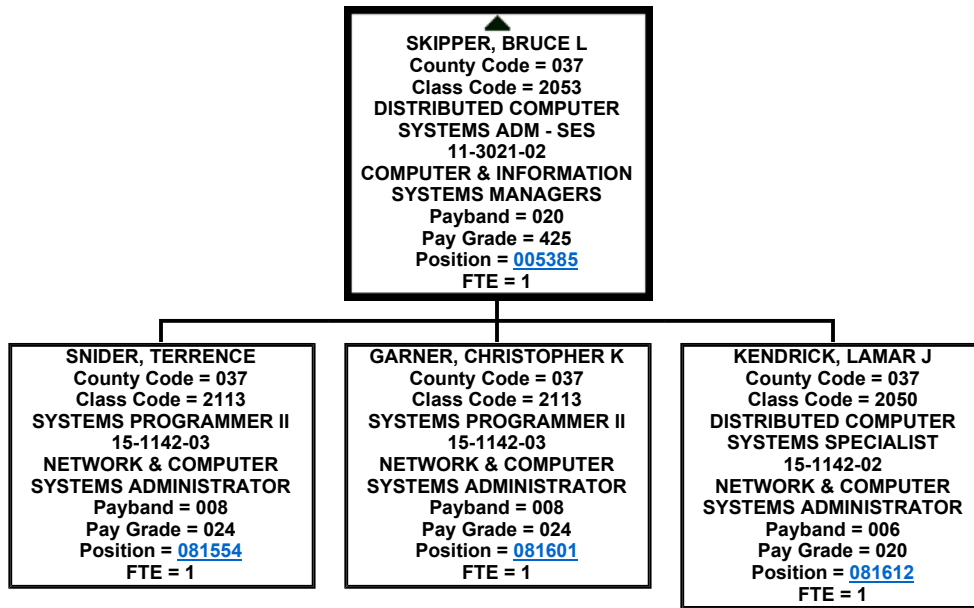 SKIPPER, BRUCE L
County Code = 037
Class Code = 2053
DISTRIBUTED COMPUTER
SYSTEMS ADM - SES
11-3021-02
COMPUTER & INFORMATION
SYSTEMS MANAGERS
Payband = 020
Pay Grade = 425
Position = 005385
FTE = 1
SNIDER, TERRENCE
County Code = 037
Class Code = 2113
SYSTEMS PROGRAMMER II
15-1142-03
NETWORK & COMPUTER
SYSTEMS ADMINISTRATOR
Payband = 008
Pay Grade = 024
Position = 081554
FTE = 1
GARNER, CHRISTOPHER K
County Code = 037
Class Code = 2113
SYSTEMS PROGRAMMER II
15-1142-03
NETWORK & COMPUTER
SYSTEMS ADMINISTRATOR
Payband = 008
Pay Grade = 024
Position = 081601
FTE = 1
KENDRICK, LAMAR J
County Code = 037
Class Code = 2050
DISTRIBUTED COMPUTER
SYSTEMS SPECIALIST
15-1142-02
NETWORK & COMPUTER
SYSTEMS ADMINISTRATOR
Payband = 006
Pay Grade = 020
Position = 081612
FTE = 1